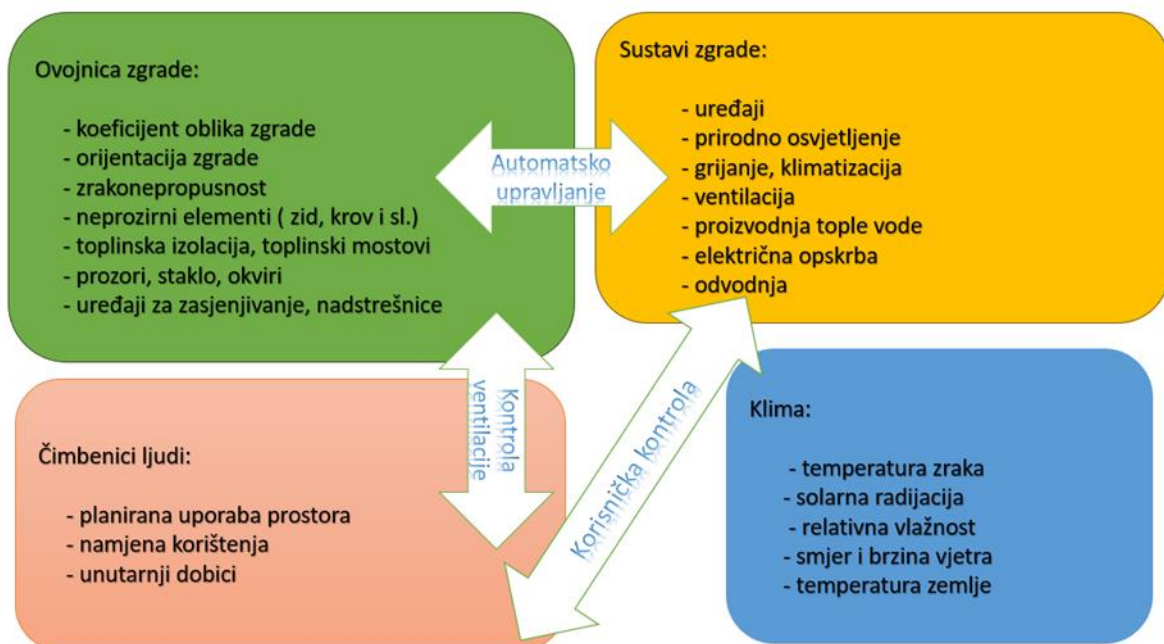 Ovojnica zgrade:
- koeficijent oblika zgrade
- orijentacija zgrade
- zrakonepropusnost
- neprozirni elementi ( zid, krov i sl.)
- toplinska izolacija, toplinski mostovi
- prozori, staklo, okviri
- uređaji za zasjenjivanje, nadstrešnice
Automatsko
upravljanje
Sustavi zgrade:
- uređaji
- prirodno osvjetljenje
- grijanje, klimatizacija
- ventilacija
- proizvodnja tople vode
- električna opskrba
- odvodnja
Kontrola
ventilacije
Korisnička kontrola
Čimbenici ljudi:
- planirana uporaba prostora
- namjena korištenja
- unutarnji dobici
Klima:
- temperatura zraka
- solarna radijacija
- relativna vlažnost
- smjer i brzina vjetra
- temperatura zemlje